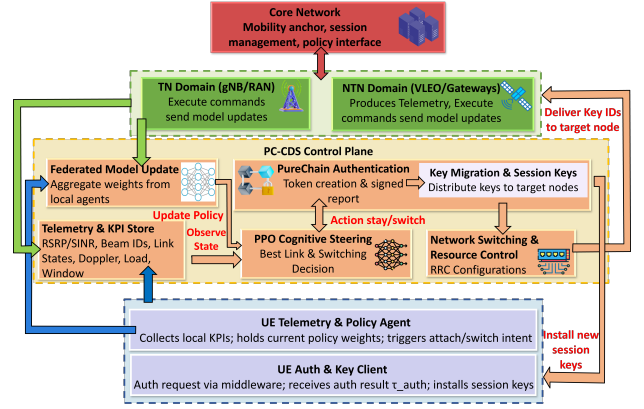 Core Network
Mobility anchor, session
management, policy interface
TN Domain (gNB/RAN)
Execute commands
send model updates
NTN Domain (VLEO/Gateways)
Produces Telemetry, Execute
commands send model updates
Deliver Key IDs
to target node
PC-CDS Control Plane
Federated Model Update
Aggregate weights from
local agents
PureChain Authentication
Token creation & signed
report
Key Migration & Session Keys
Distribute keys to target nodes
Update Policy
Observe
State
Action stay/switch
Telemetry & KPI Store
RSRP/SINR, Beam IDs, Link
States, Doppler, Load,
Window
PPO Cognitive Steering
Best Link & Switching
Decision
Network Switching &
Resource Control
RRC Configurations
UE Telemetry & Policy Agent
Collects local KPIs; holds current policy weights; triggers attach/switch intent
Install new
session
keys
UE Auth & Key Client
Auth request via middleware; receives auth result τ_auth; installs session keys